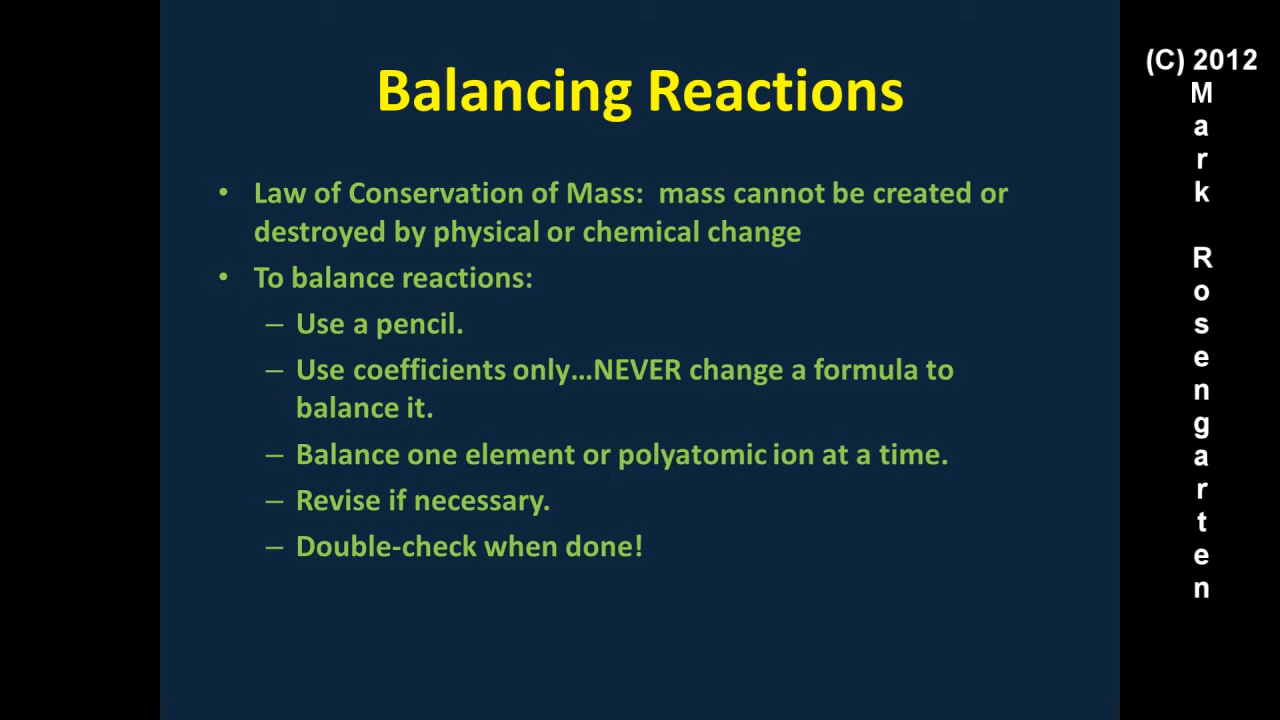 Balancing Reactions
• Law of Conservation of Mass:  mass cannot be created or
destroyed by physical or chemical change
• To balance reactions:
– Use a pencil.
– Use coefficients only…NEVER change a formula to
balance it.
– Balance one element or polyatomic ion at a time.
– Revise if necessary.
– Double-check when done!
(C) 2012
Mark Rosengarten